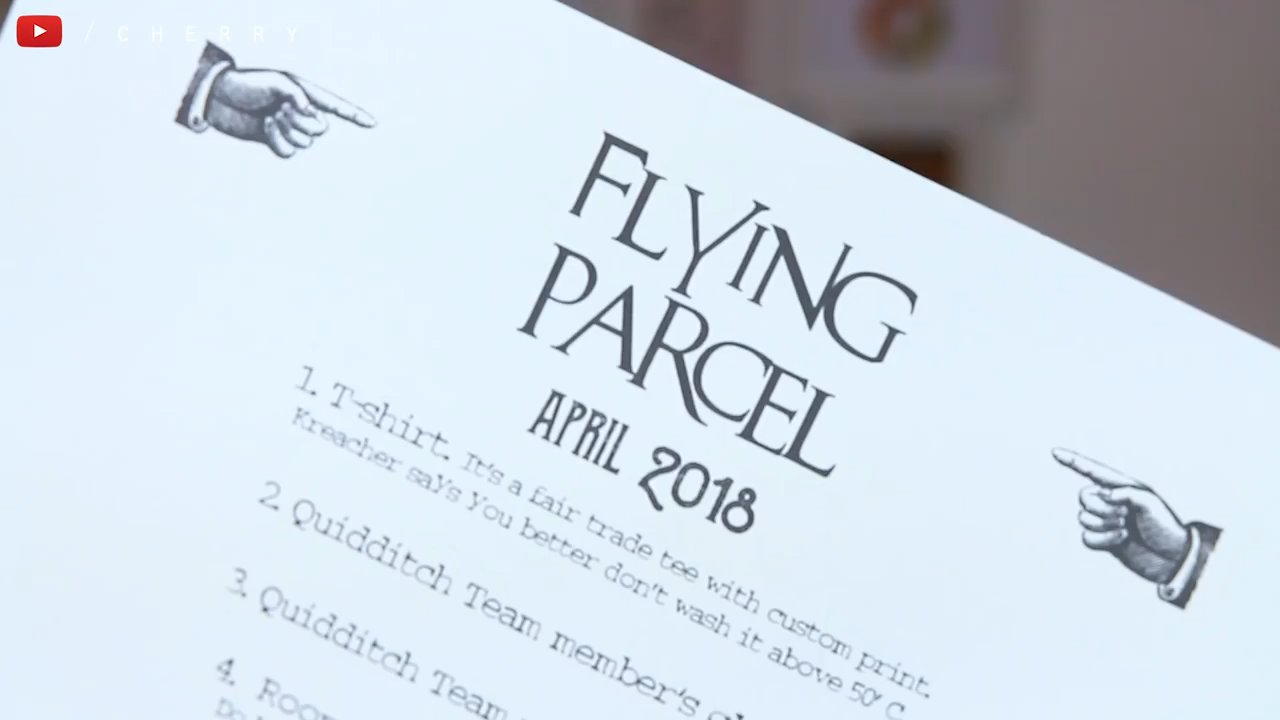 / CHERRY
FLYING
PARCEL
APRIL 2018
1. T-shirt. It's a fair trade tee with custom print.
Kreacher says you better don't wash it above 50° C.
2. Quidditch Team member's
3. Quidditch Team
4.